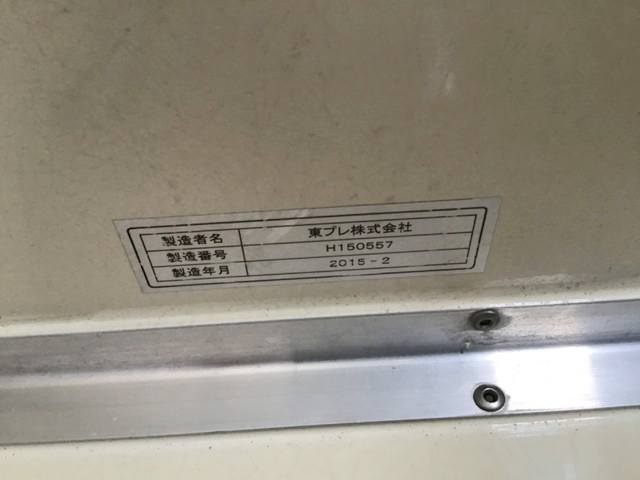 製造者名 東プレ株式会社
製造番号 H150557
製造年月 2015-2